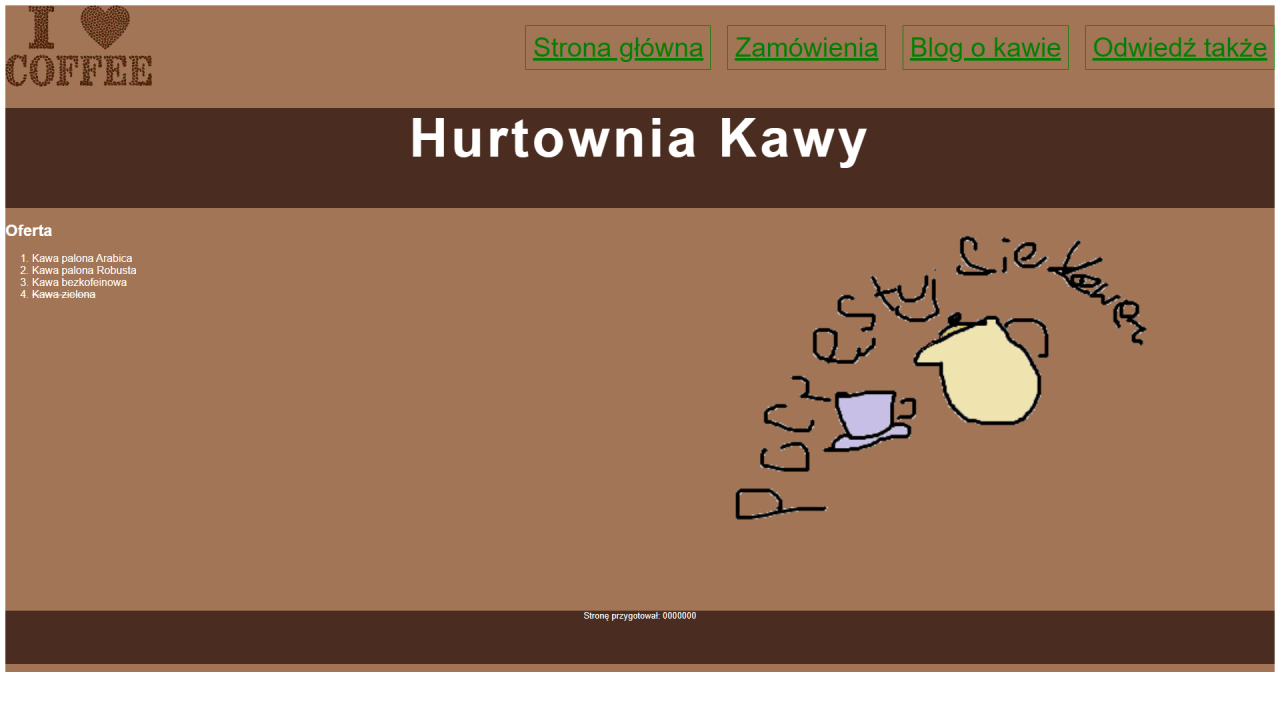 I ♥
COFFEE
Strona główna Zamówienia Blog o kawie Odwiedź także
Hurtownia Kawy
Oferta
1. Kawa palona Arabica
2. Kawa palona Robusta
3. Kawa bezkofeinowa
4. Kawa zielona
Poczęstuj się kawą
Stronę przygotował: 0000000